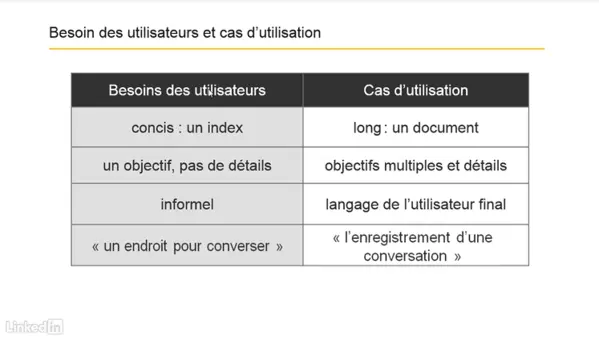 Besoin des utilisateurs et cas d'utilisation
Besoins des utilisateurs
Cas d'utilisation
concis : un index
long : un document
un objectif, pas de détails
objectifs multiples et détails
informel
langage de l'utilisateur final
« un endroit pour converser »
« l'enregistrement d'une
conversation »
LinkedIn